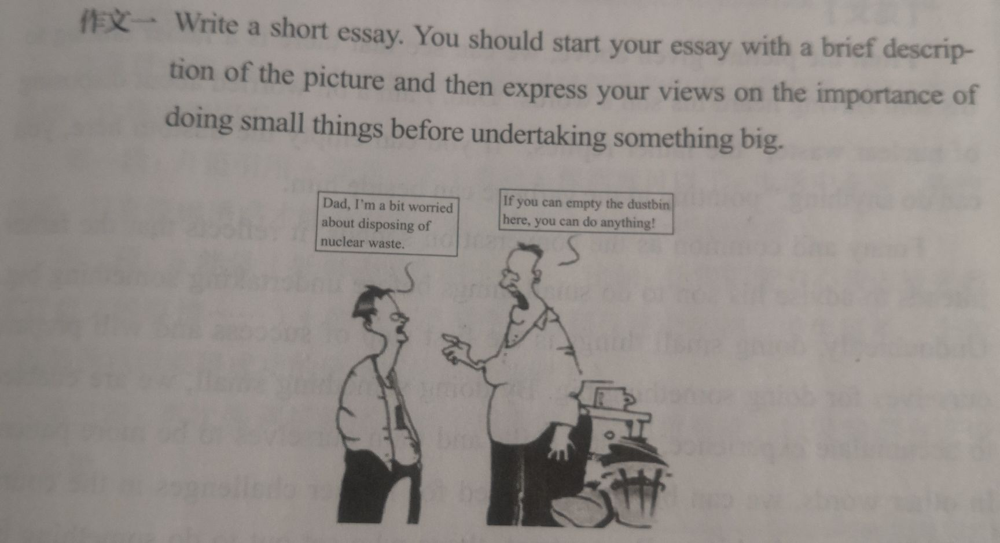 作文一 Write a short essay. You should start your essay with a brief descrip-
tion of the picture and then express your views on the importance of
doing small things before undertaking something big.
Dad, I'm a bit worried
about disposing of
nuclear waste.
If you can empty the dustbin
here, you can do anything!